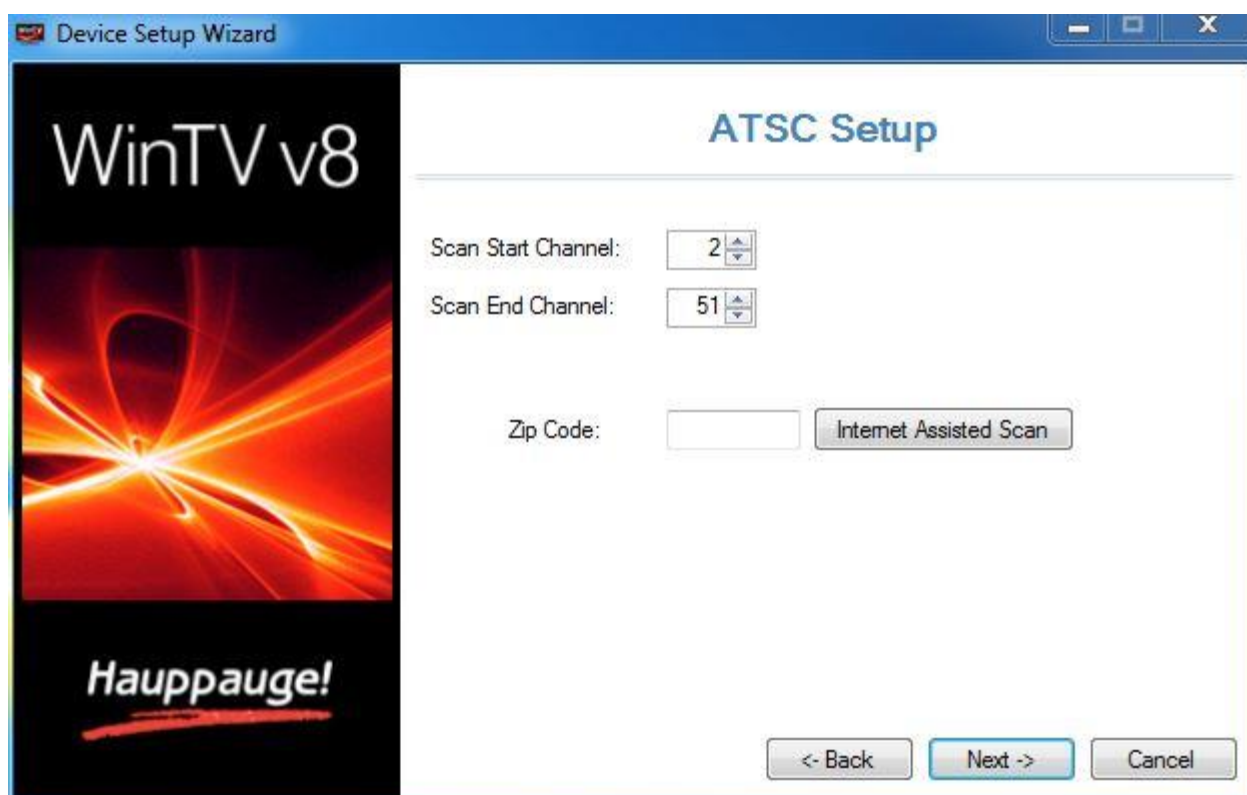 Device Setup Wizard
WinTV v8
Hauppauge!
ATSC Setup
Scan Start Channel: 2
Scan End Channel: 51
Zip Code: Internet Assisted Scan
<- Back Next -> Cancel